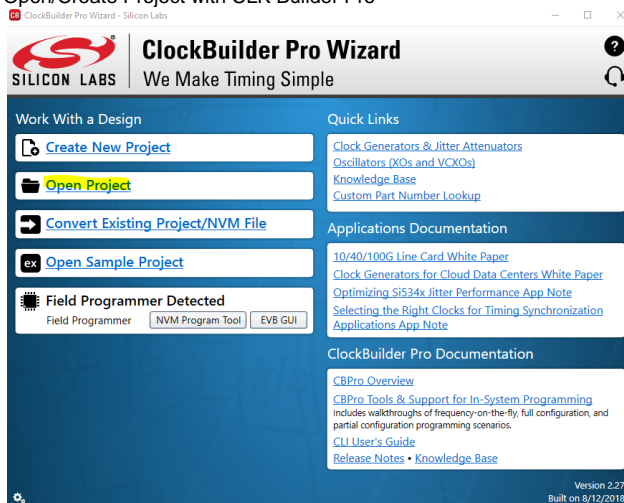 Open/Create Project with CLK Builder Pro
CB ClockBuilder Pro Wizard - Silicon Labs
SILICON LABS
ClockBuilder Pro Wizard
We Make Timing Simple
Work With a Design
Create New Project
Open Project
Convert Existing Project/NVM File
ex Open Sample Project
Field Programmer Detected
Field Programmer NVM Program Tool EVB GUI
Quick Links
Clock Generators & Jitter Attenuators
Oscillators (XOs and VCXOs)
Knowledge Base
Custom Part Number Lookup
Applications Documentation
10/40/100G Line Card White Paper
Clock Generators for Cloud Data Centers White Paper
Optimizing Si534x Jitter Performance App Note
Selecting the Right Clocks for Timing Synchronization
Applications App Note
ClockBuilder Pro Documentation
CBPro Overview
CBPro Tools & Support for In-System Programming
Includes walkthroughs of frequency-on-the-fly, full configuration, and
partial configuration programming scenarios.
CLI User's Guide
Release Notes • Knowledge Base
Version 2.27
Built on 8/12/2018